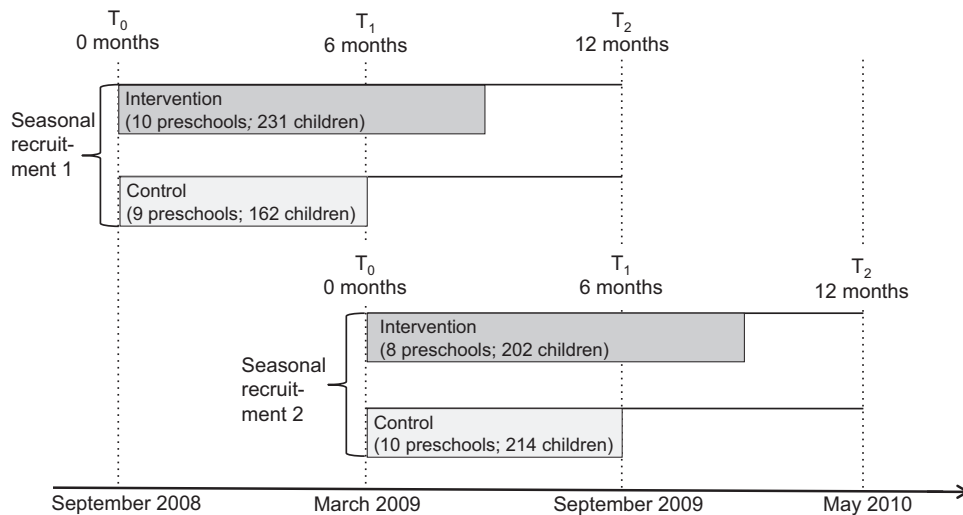 T0 T1 T2
0 months 6 months 12 months
Seasonal
recruit-
ment 1
Intervention
(10 preschools; 231 children)
Control
(9 preschools; 162 children)
T0 T1 T2
0 months 6 months 12 months
Seasonal
recruit-
ment 2
Intervention
(8 preschools; 202 children)
Control
(10 preschools; 214 children)
September 2008 March 2009 September 2009 May 2010